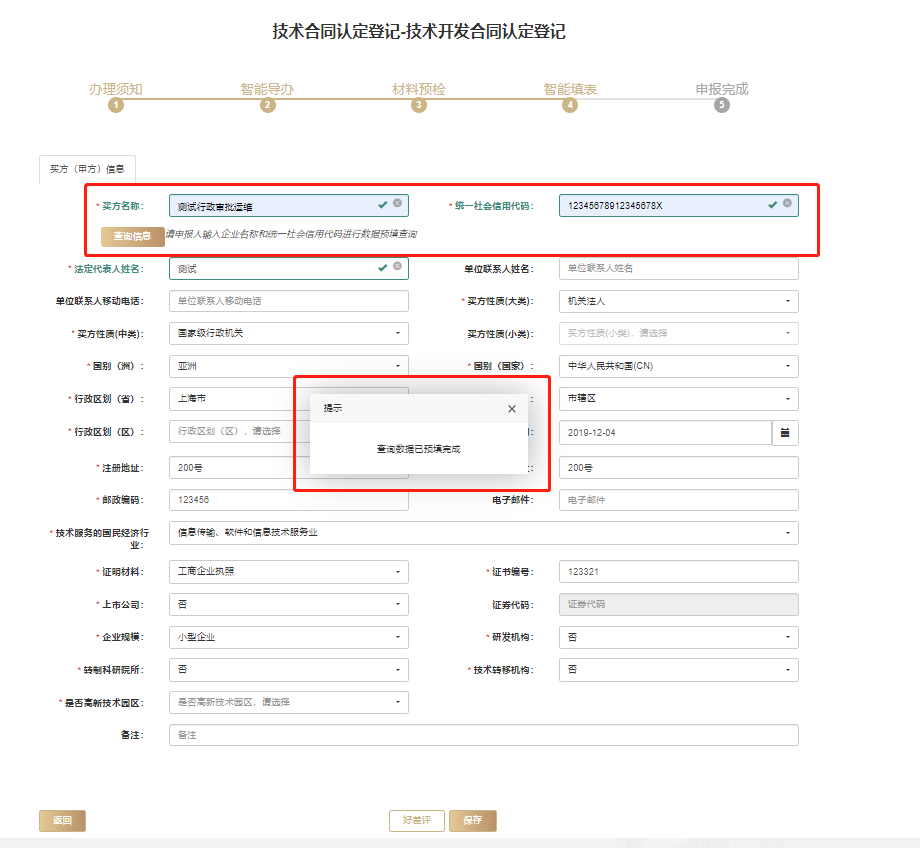 技术合同认定登记-技术开发合同认定登记
办理须知 智能导办 材料预检 智能填表 申报完成
1 2 3 4 5
买方（甲方）信息
* 买方名称： 测试行政审批运维 * 统一社会信用代码： 12345678912345678X
查询信息 请申报人输入企业名称和统一社会信用代码进行数据预填查询
* 法定代表人姓名： 测试 单位联系人姓名： 单位联系人姓名
单位联系人移动电话： 单位联系人移动电话 * 买方性质(大类)： 机关法人
* 买方性质(中类)： 国家级行政机关 买方性质(小类)： 买方性质(小类)，请选择
* 国别（洲）： 亚洲 * 国别（国家）： 中华人民共和国(CN)
* 行政区划（省）： 上海市 ： 市辖区
提示
* 行政区划（区）： 行政区划（区），请选择 ： 2019-12-04
查询数据已预填完成
* 注册地址： 200号 ： 200号
* 邮政编码： 123456 电子邮件： 电子邮件
* 技术服务的国民经济行业： 信息传输、软件和信息技术服务业
* 证明材料： 工商企业执照 * 证书编号： 123321
* 上市公司： 否 证券代码： 证券代码
* 企业规模： 小型企业 * 研发机构： 否
* 转制科研院所： 否 * 技术转移机构： 否
* 是否高新技术园区： 是否高新技术园区，请选择
备注： 备注
返回 好差评 保存